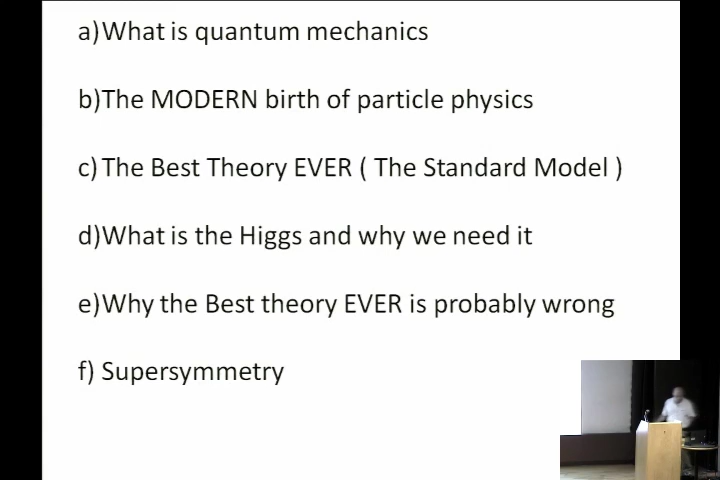 a)What is quantum mechanics
b)The MODERN birth of particle physics
c) The Best Theory EVER ( The Standard Model )
d)What is the Higgs and why we need it
e)Why the Best theory EVER is probably wrong
f) Supersymmetry